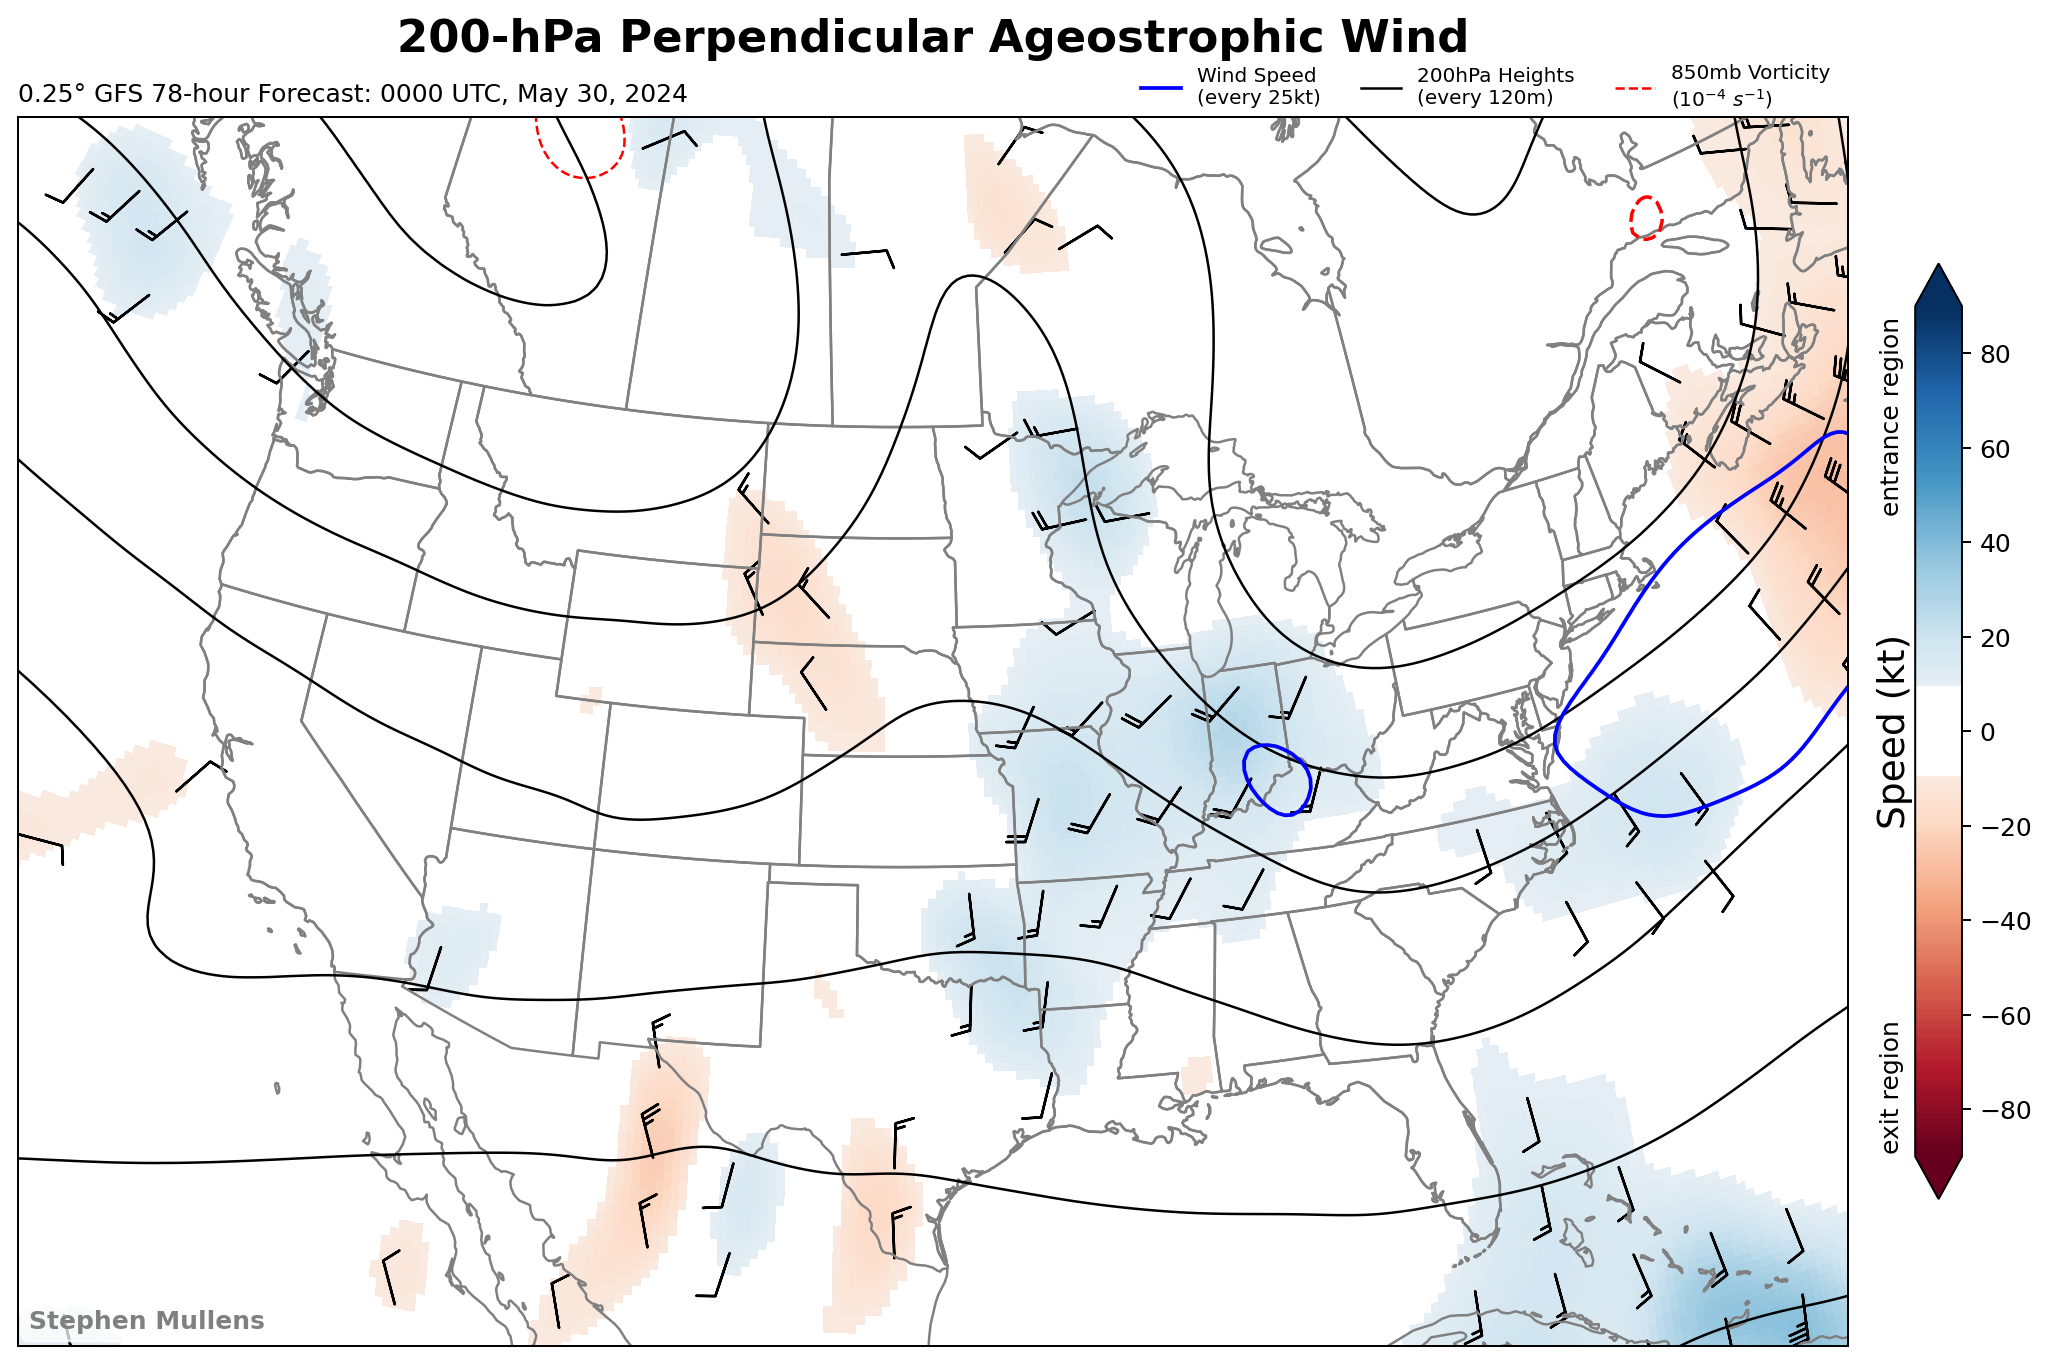 200-hPa Perpendicular Ageostrophic Wind
0.25° GFS 78-hour Forecast: 0000 UTC, May 30, 2024
Wind Speed
(every 25kt)
200hPa Heights
(every 120m)
850mb Vorticity
(10⁻⁴ s⁻¹)
entrance region
exit region
Speed (kt)
80
60
40
20
0
−20
−40
−60
−80
Stephen Mullens